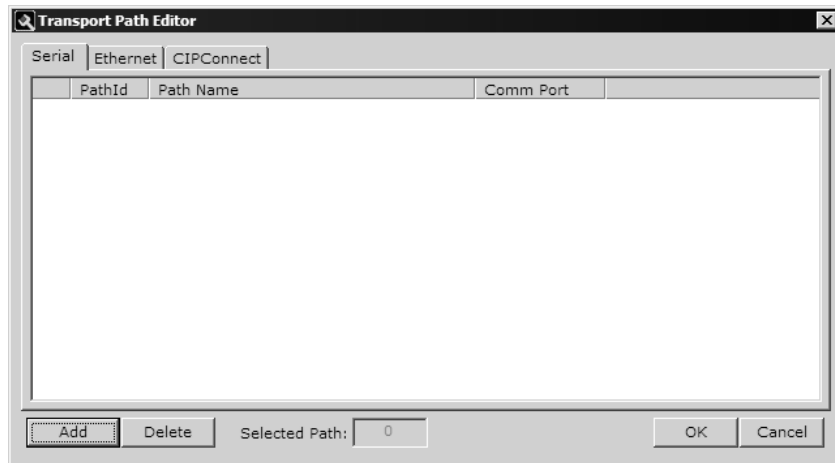 Transport Path Editor
Serial Ethernet CIPConnect
PathId Path Name Comm Port
Add Delete Selected Path: 0 OK Cancel